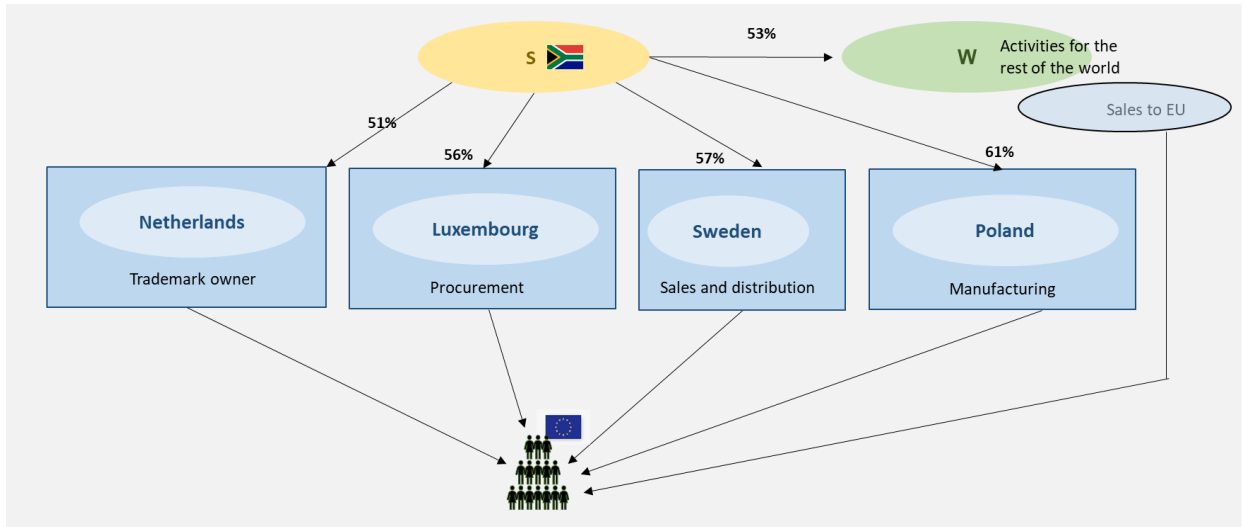 53%
S
W
Activities for the
rest of the world
Sales to EU
51%
56%
57%
61%
Netherlands
Luxembourg
Sweden
Poland
Trademark owner
Procurement
Sales and distribution
Manufacturing